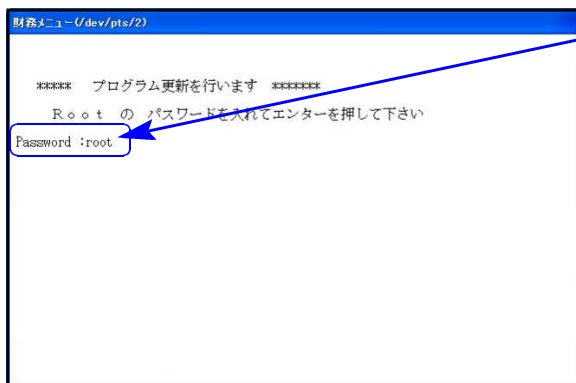 財務メニュー(/dev/pts/2)
***** プログラム更新を行います *******
Ｒｏｏｔ の パスワードを入れてエンターを押して下さい
Password :root